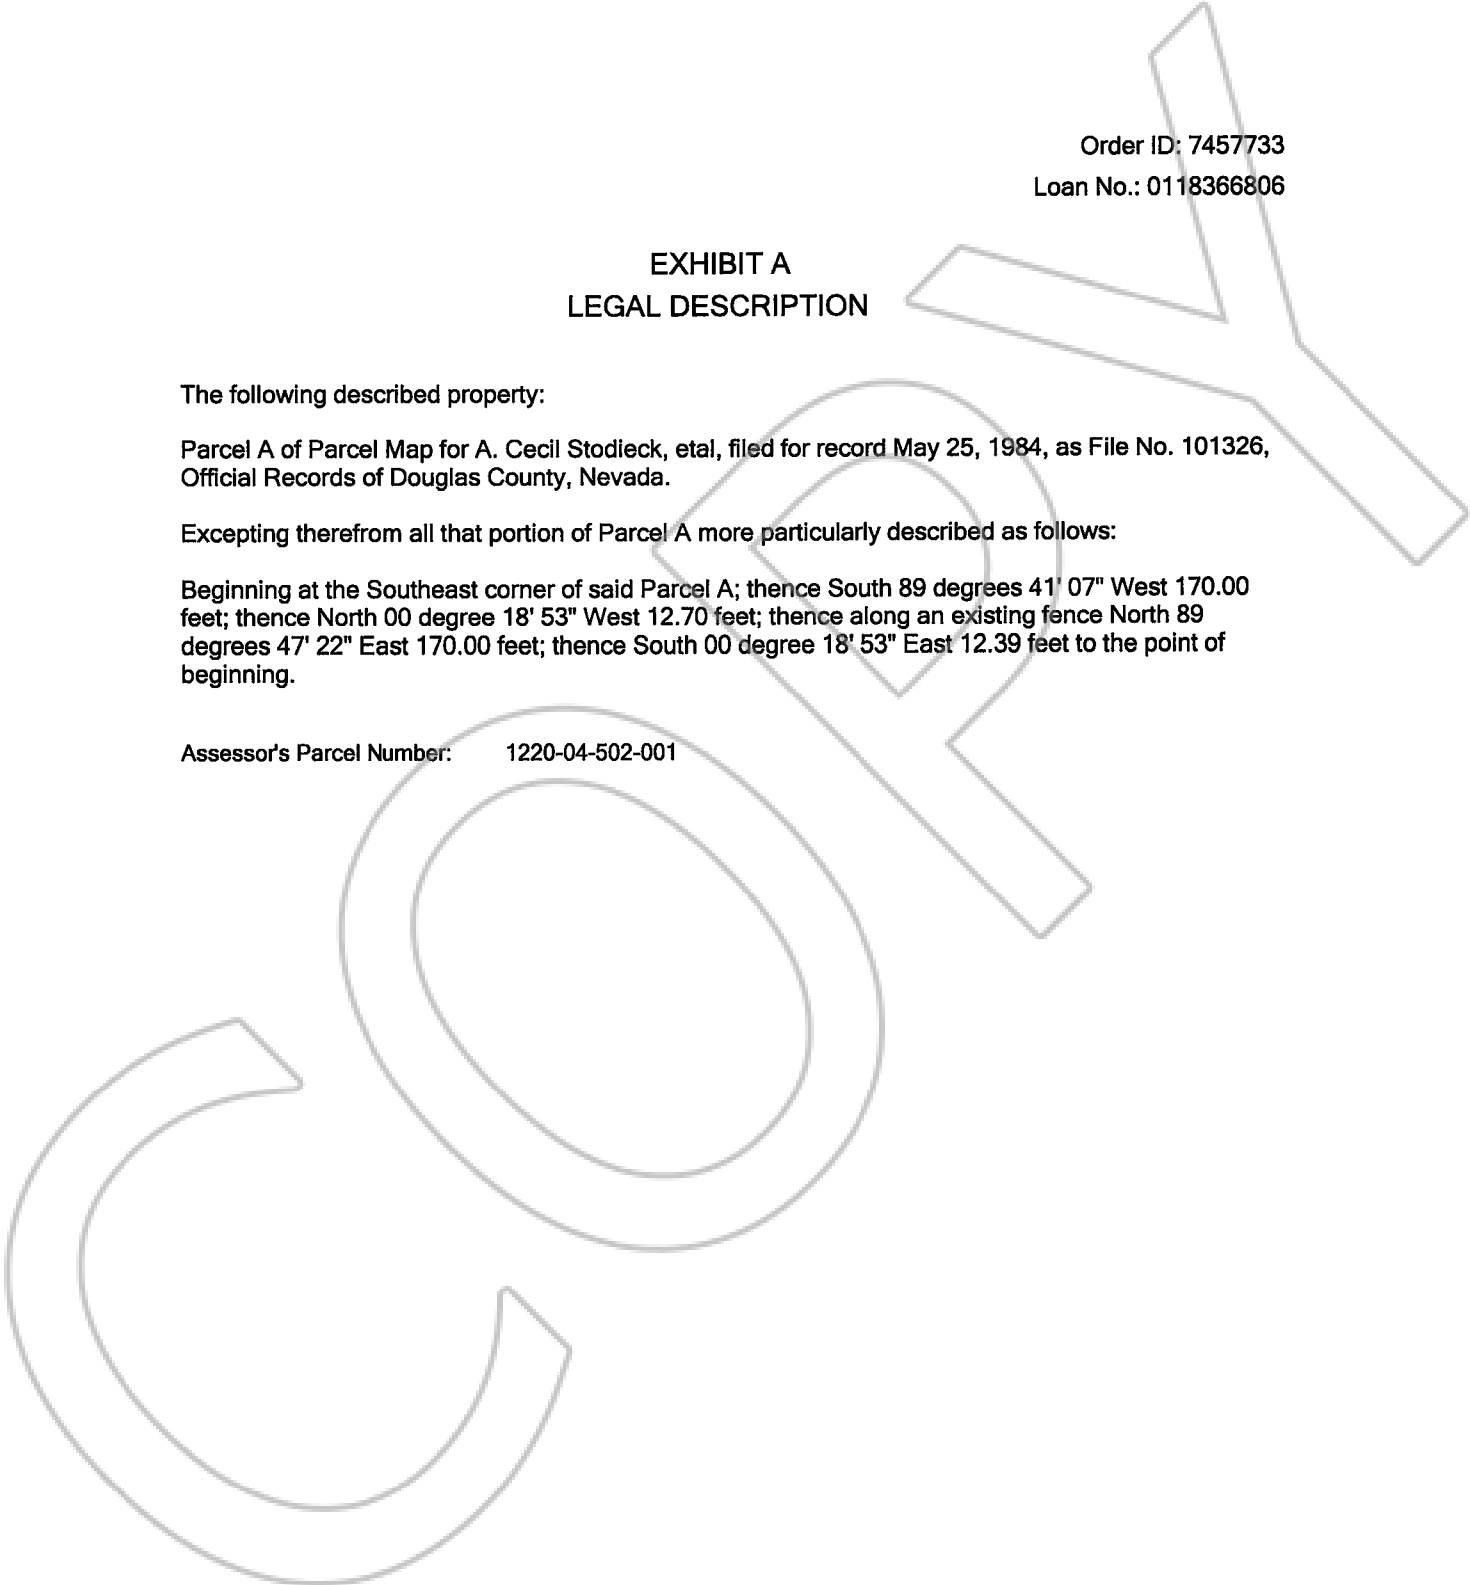 Order ID: 7457733
Loan No.: 0118366806
EXHIBIT A
LEGAL DESCRIPTION
The following described property:
Parcel A of Parcel Map for A. Cecil Stodieck, etal, filed for record May 25, 1984, as File No. 101326,
Official Records of Douglas County, Nevada.
Excepting therefrom all that portion of Parcel A more particularly described as follows:
Beginning at the Southeast corner of said Parcel A; thence South 89 degrees 41' 07" West 170.00
feet; thence North 00 degree 18' 53" West 12.70 feet; thence along an existing fence North 89
degrees 47' 22" East 170.00 feet; thence South 00 degree 18' 53" East 12.39 feet to the point of
beginning.
Assessor's Parcel Number: 1220-04-502-001
COPY